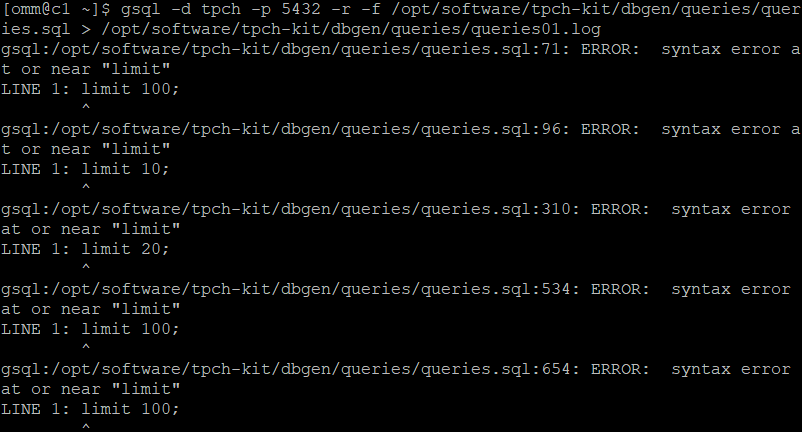 [omm@c1 ~]$ gsql -d tpch -p 5432 -r -f /opt/software/tpch-kit/dbgen/queries/quer
ies.sql > /opt/software/tpch-kit/dbgen/queries/queries01.log
gsql:/opt/software/tpch-kit/dbgen/queries/queries.sql:71: ERROR:  syntax error a
t or near "limit"
LINE 1: limit 100;
        ^
gsql:/opt/software/tpch-kit/dbgen/queries/queries.sql:96: ERROR:  syntax error a
t or near "limit"
LINE 1: limit 10;
        ^
gsql:/opt/software/tpch-kit/dbgen/queries/queries.sql:310: ERROR:  syntax error
at or near "limit"
LINE 1: limit 20;
        ^
gsql:/opt/software/tpch-kit/dbgen/queries/queries.sql:534: ERROR:  syntax error
at or near "limit"
LINE 1: limit 100;
        ^
gsql:/opt/software/tpch-kit/dbgen/queries/queries.sql:654: ERROR:  syntax error
at or near "limit"
LINE 1: limit 100;
        ^